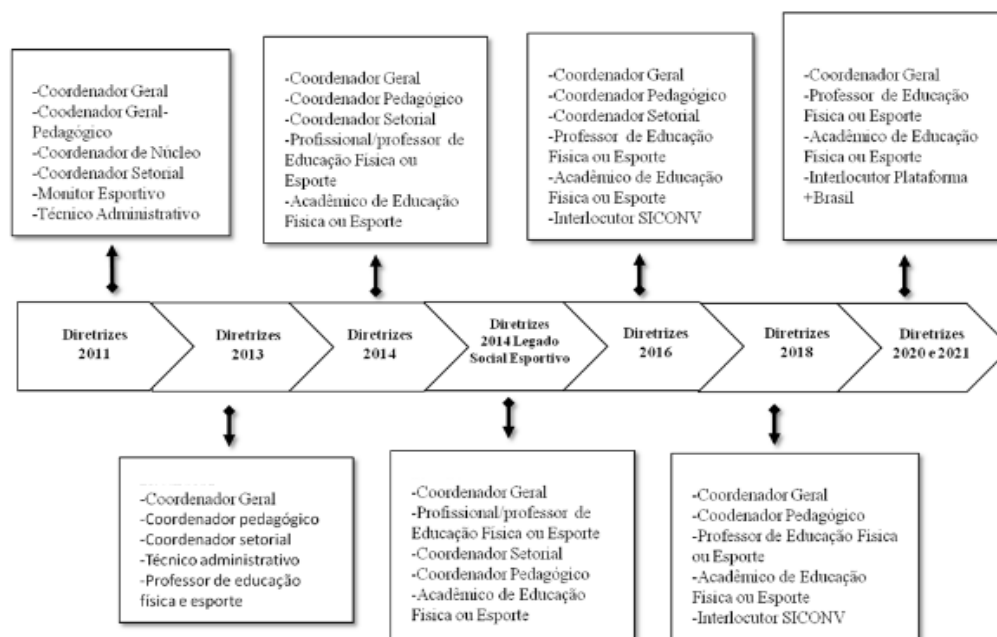 -Coordenador Geral
-Coodenador Geral-
Pedagógico
-Coordenador de Núcleo
-Coordenador Setorial
-Monitor Esportivo
-Técnico Administrativo
-Coordenador Geral
-Coordenador Pedagógico
-Coordenador Setorial
-Profissional/professor de
Educação Física ou
Esporte
-Acadêmico de Educação
Física ou Esporte
-Coordenador Geral
-Coordenador Pedagógico
-Coordenador Setorial
-Professor de Educação
Física ou Esporte
-Acadêmico de Educação
Física ou Esporte
-Interlocutor SICONV
-Coordenador Geral
-Professor de Educação
Física ou Esporte
-Acadêmico de Educação
Física ou Esporte
-Interlocutor Plataforma
+Brasil
Diretrizes
2011
Diretrizes
2013
Diretrizes
2014
Diretrizes
2014 Legado
Social Esportivo
Diretrizes
2016
Diretrizes
2018
Diretrizes
2020 e 2021
-Coordenador Geral
-Coordenador pedagógico
-Coordenador setorial
-Técnico administrativo
-Professor de educação
física e esporte
-Coordenador Geral
-Profissional/professor de
Educação Física ou Esporte
-Coordenador Setorial
-Coordenador Pedagógico
-Acadêmico de Educação
Física ou Esporte
-Coordenador Geral
-Coodenador Pedagógico
-Professor de Educação Física
ou Esporte
-Acadêmico de Educação
Física ou Esporte
-Interlocutor SICONV